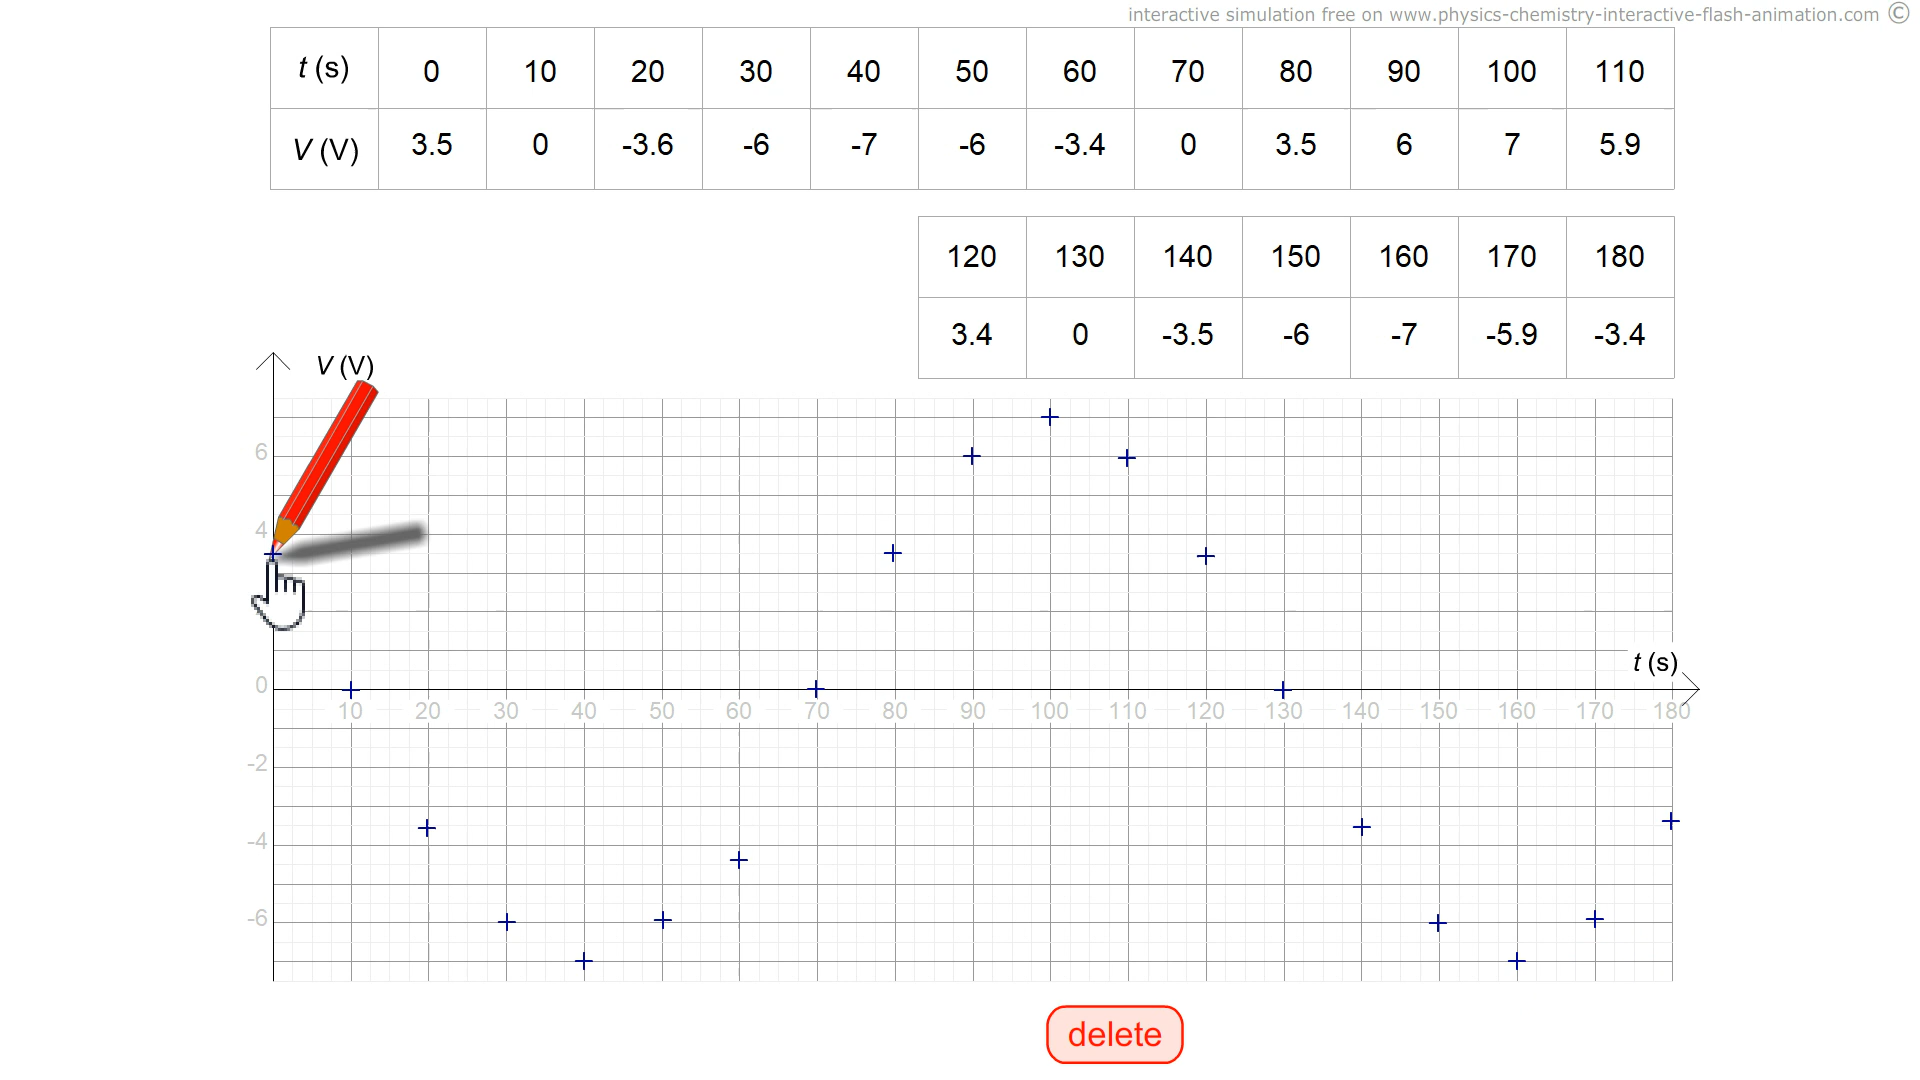 interactive simulation free on www.physics-chemistry-interactive-flash-animation.com ©
t (s) 0 10 20 30 40 50 60 70 80 90 100 110
V (V) 3.5 0 -3.6 -6 -7 -6 -3.4 0 3.5 6 7 5.9
120 130 140 150 160 170 180
3.4 0 -3.5 -6 -7 -5.9 -3.4
V (V)
6
4
t (s)
0
10 20 30 40 50 60 70 80 90 100 110 120 130 140 150 160 170 180
-2
-4
-6
delete